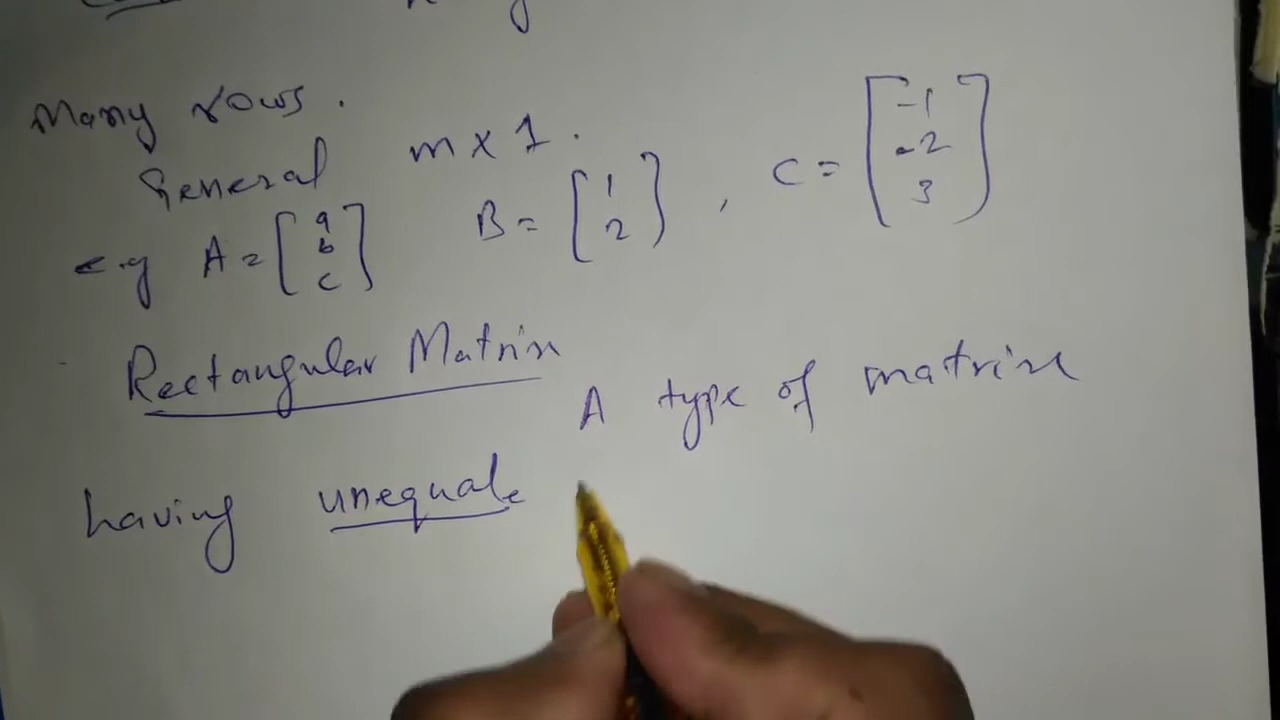 Many rows.
General m x 1.
e.g A = [a b c] B = [1 2] , C = [-1 -2 3]
Rectangular Matrix
A type of matrix
having unequale